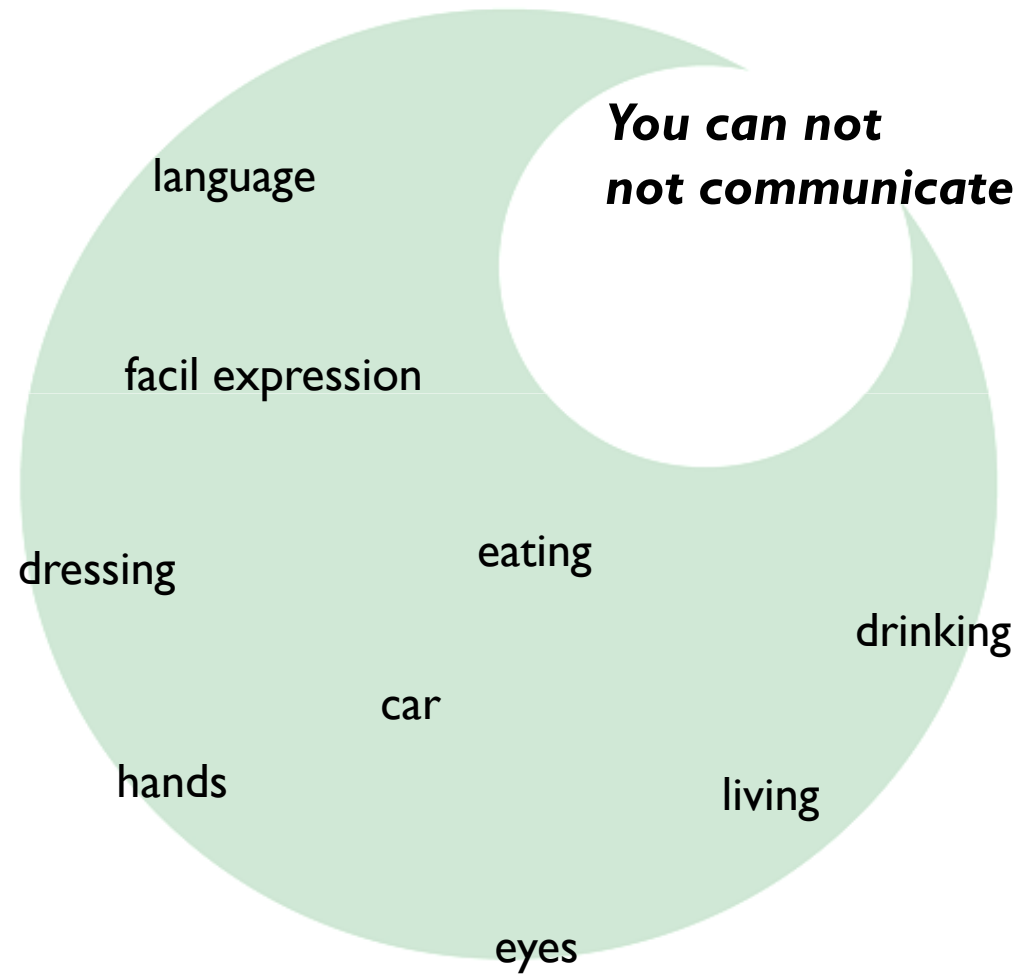 You can not
not communicate
language
facil expression
eating
dressing
drinking
car
hands
living
eyes